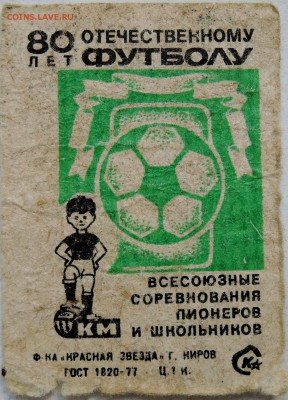 COINS.LAVE.RU
80 ЛЕТ
ОТЕЧЕСТВЕННОМУ
ФУТБОЛУ
КМ
ВСЕСОЮЗНЫЕ
СОРЕВНОВАНИЯ
ПИОНЕРОВ
И ШКОЛЬНИКОВ
Ф-КА «КРАСНАЯ ЗВЕЗДА» Г. КИРОВ
ГОСТ 1820-77 - Ц. 1 К.